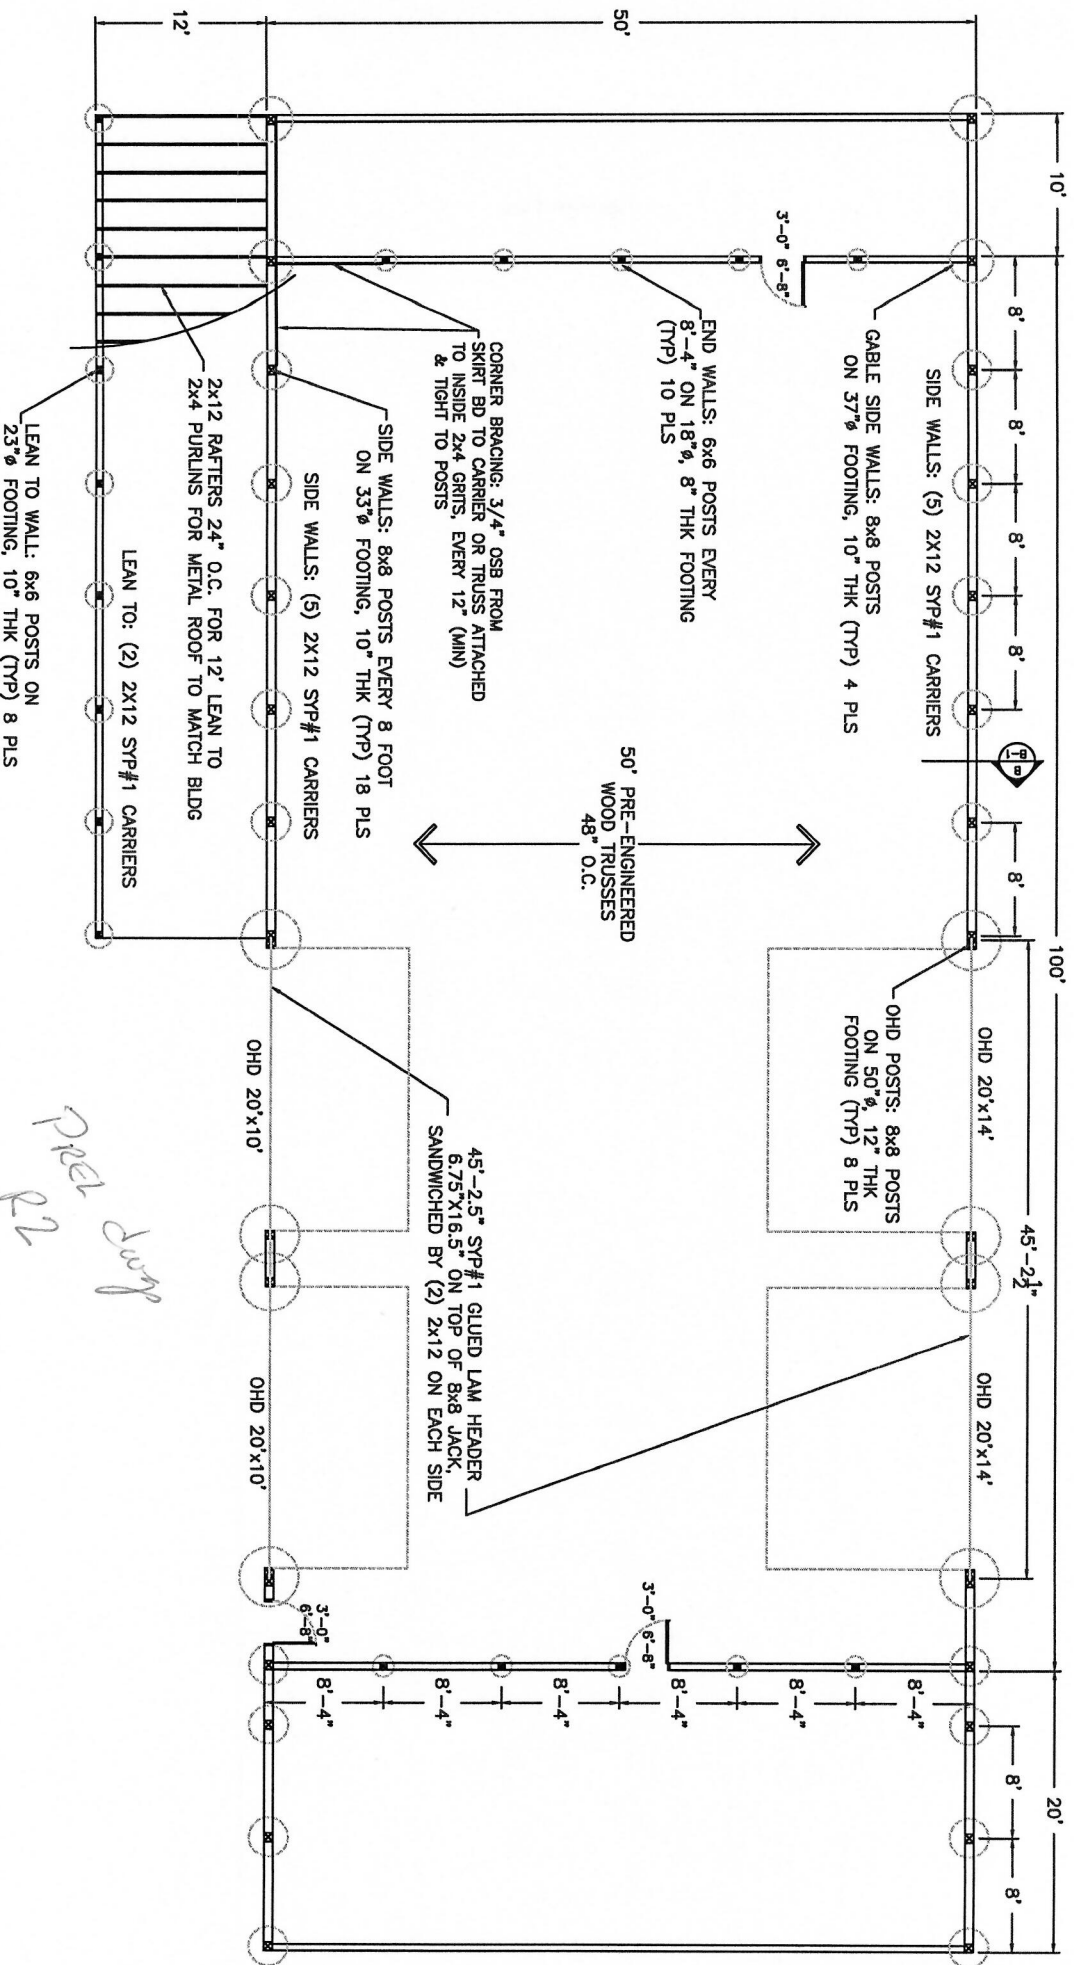 10'
100'
20'
8'
8'
8'
8'
8'
45'-2½"
8'
8'
50'
12'
B
B-1
SIDE WALLS: (5) 2X12 SYP#1 CARRIERS
GABLE SIDE WALLS: 8x8 POSTS
ON 37"ø FOOTING, 10" THK (TYP) 4 PLS
OHD POSTS: 8x8 POSTS
ON 50"ø, 12" THK
FOOTING (TYP) 8 PLS
OHD 20'x14'
OHD 20'x14'
3'-0" 6'-8"
END WALLS: 6x6 POSTS EVERY
8'-4" ON 18"ø, 8" THK FOOTING
(TYP) 10 PLS
50' PRE-ENGINEERED
WOOD TRUSSES
48" O.C.
3'-0" 6'-8"
8'-4"
8'-4"
8'-4"
8'-4"
8'-4"
8'-4"
CORNER BRACING: 3/4" OSB FROM
SKIRT BD TO CARRIER OR TRUSS ATTACHED
TO INSIDE 2x4 GRITS, EVERY 12" (MIN)
& TIGHT TO POSTS
45'-2.5" SYP#1 GLUED LAM HEADER
6.75"X16.5" ON TOP OF 8x8 JACK,
SANDWICHED BY (2) 2x12 ON EACH SIDE
SIDE WALLS: 8x8 POSTS EVERY 8 FOOT
ON 33"ø FOOTING, 10" THK (TYP) 18 PLS
SIDE WALLS: (5) 2X12 SYP#1 CARRIERS
OHD 20'x10'
OHD 20'x10'
3'-0"
6'-8"
2x12 RAFTERS 24" O.C. FOR 12' LEAN TO
2x4 PURLINS FOR METAL ROOF TO MATCH BLDG
LEAN TO: (2) 2X12 SYP#1 CARRIERS
LEAN TO WALL: 6x6 POSTS ON
23"ø FOOTING, 10" THK (TYP) 8 PLS
PREL dwgs
R2